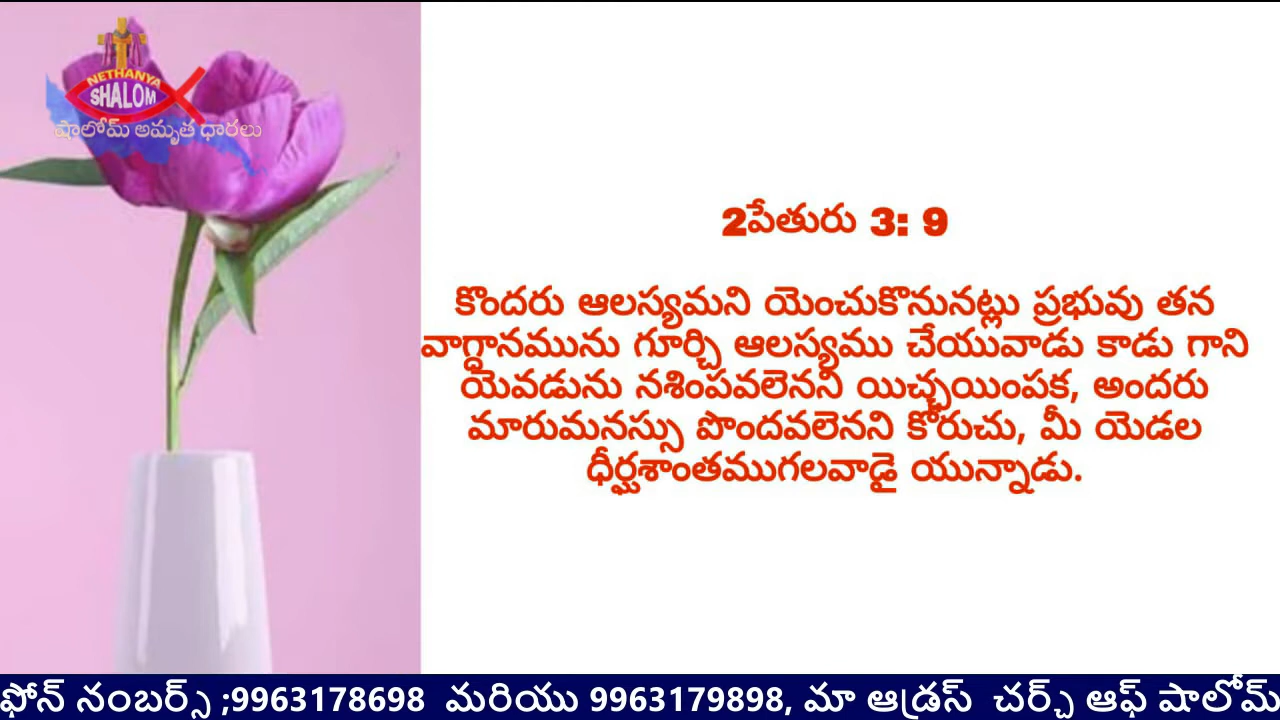 NETHANYA
SHALOM
షాలోమ్ అమృత ధారలు
2పేతురు 3: 9
కొందరు ఆలస్యమని యెంచుకొనునట్లు ప్రభువు తన
వాగ్ధానమును గూర్చి ఆలస్యము చేయువాడు కాడు గాని
యెవడును నశింపవలెనని యిచ్ఛయింపక, అందరు
మారుమనస్సు పొందవలెనని కోరుచు, మీ యెడల
ధీర్ఘశాంతముగలవాడై యున్నాడు.
ఫోన్ నంబర్స్ ;9963178698 మరియు 9963179898, మా ఆడ్రస్ చర్చ్ ఆఫ్ షాలోమ్